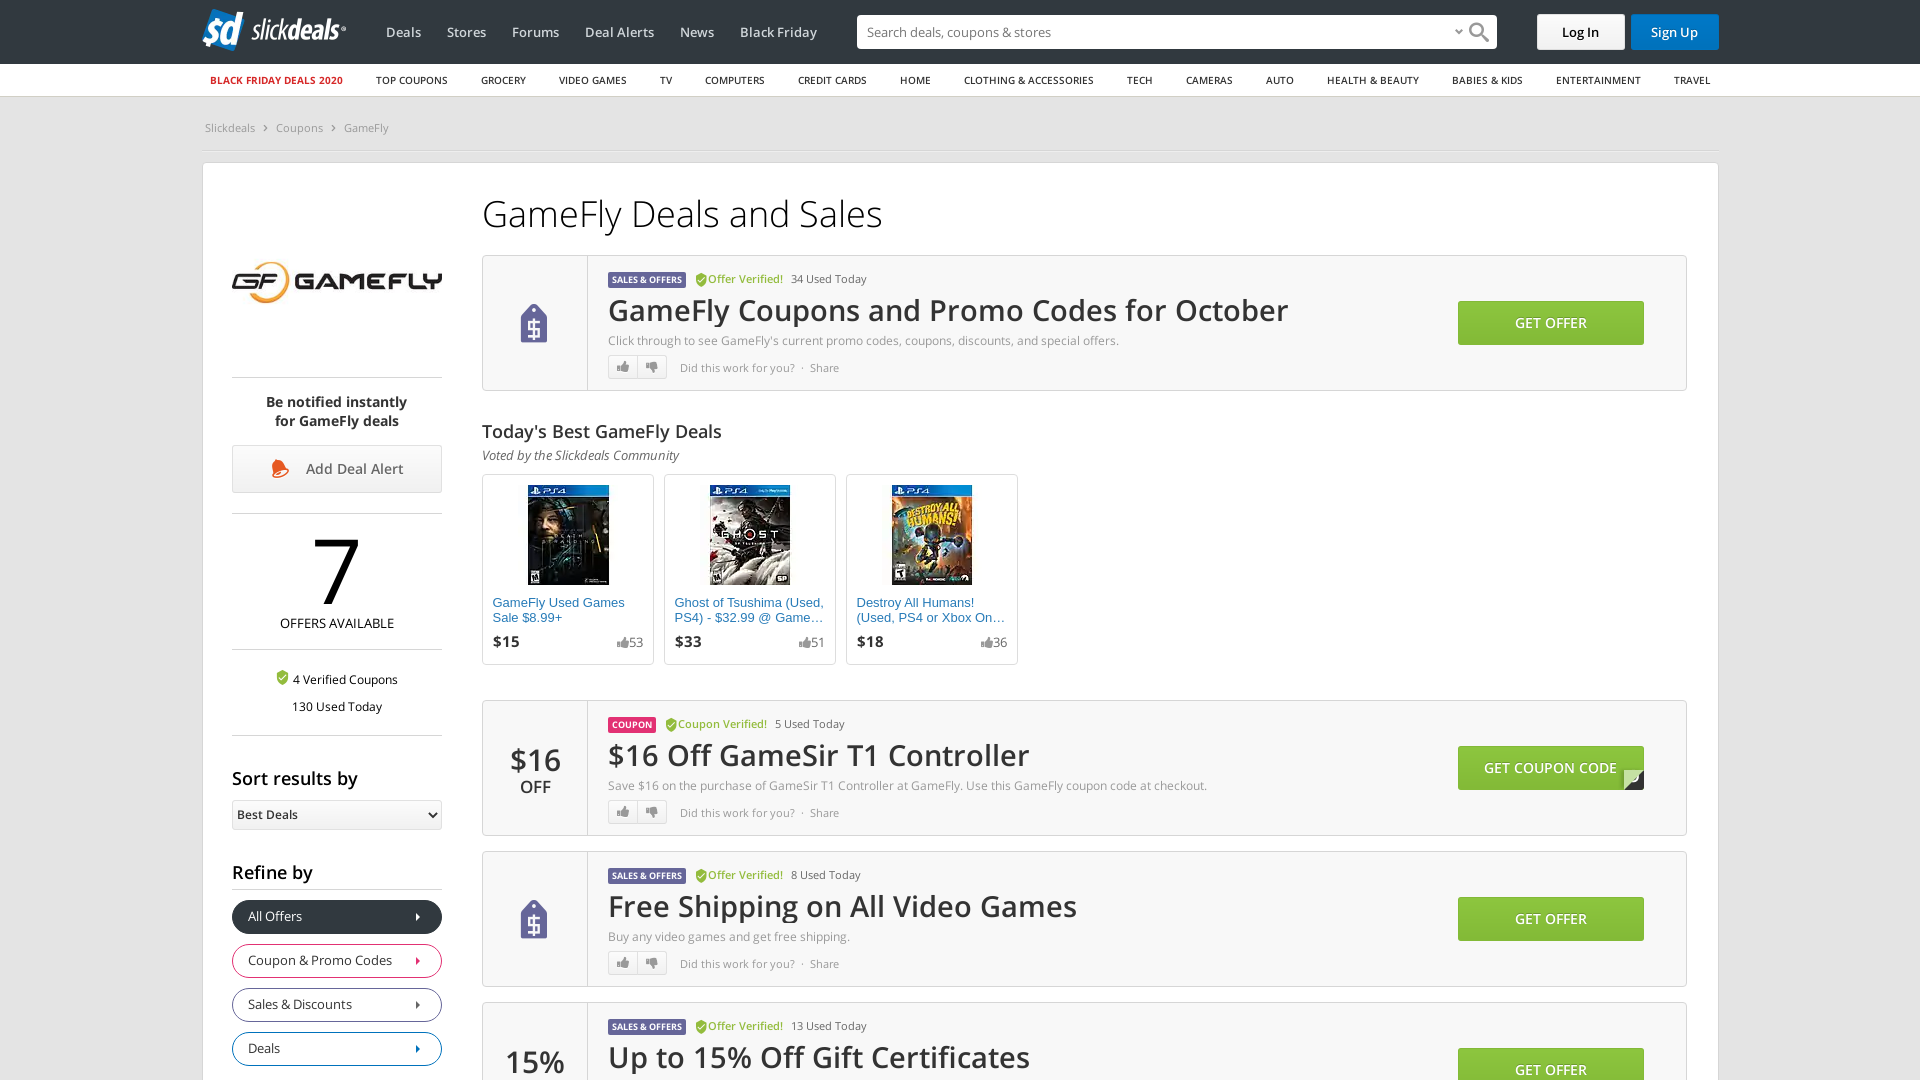 slickdeals
Deals
Stores
Forums
Deal Alerts
News
Black Friday
Search deals, coupons & stores
Log In
Sign Up
BLACK FRIDAY DEALS 2020
TOP COUPONS
GROCERY
VIDEO GAMES
TV
COMPUTERS
CREDIT CARDS
HOME
CLOTHING & ACCESSORIES
TECH
CAMERAS
AUTO
HEALTH & BEAUTY
BABIES & KIDS
ENTERTAINMENT
TRAVEL
Slickdeals > Coupons > GameFly
GF GAMEFLY
Be notified instantly
for GameFly deals
Add Deal Alert
7
OFFERS AVAILABLE
4 Verified Coupons
130 Used Today
Sort results by
Best Deals
Refine by
All Offers
Coupon & Promo Codes
Sales & Discounts
Deals
GameFly Deals and Sales
SALES & OFFERS Offer Verified! 34 Used Today
GameFly Coupons and Promo Codes for October
Click through to see GameFly's current promo codes, coupons, discounts, and special offers.
Did this work for you? · Share
GET OFFER
Today's Best GameFly Deals
Voted by the Slickdeals Community
PS4
DEATH STRANDING
GameFly Used Games
Sale $8.99+
$15 53
PS4
GHOST
OF TSUSHIMA
SP
Ghost of Tsushima (Used,
PS4) - $32.99 @ Game…
$33 51
PS4
DESTROY ALL
HUMANS!
Destroy All Humans!
(Used, PS4 or Xbox On…
$18 36
$16
OFF
COUPON Coupon Verified! 5 Used Today
$16 Off GameSir T1 Controller
Save $16 on the purchase of GameSir T1 Controller at GameFly. Use this GameFly coupon code at checkout.
Did this work for you? · Share
GET COUPON CODE
SALES & OFFERS Offer Verified! 8 Used Today
Free Shipping on All Video Games
Buy any video games and get free shipping.
Did this work for you? · Share
GET OFFER
15%
SALES & OFFERS Offer Verified! 13 Used Today
Up to 15% Off Gift Certificates
GET OFFER